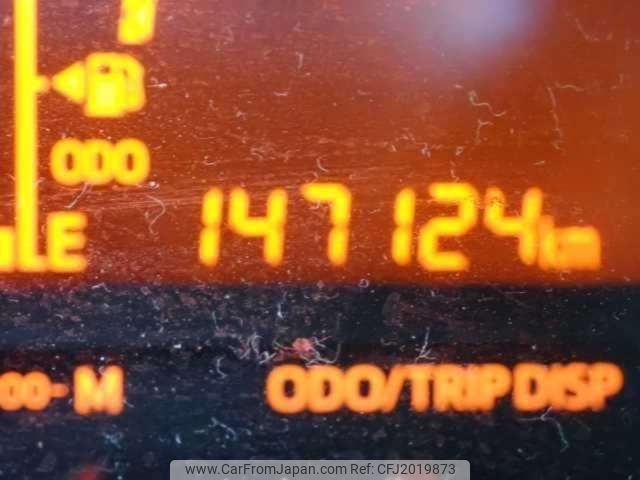 ODO
E
147124km
00-M
ODO/TRIP DISP
www.CarFromJapan.com Ref: CFJ2019873